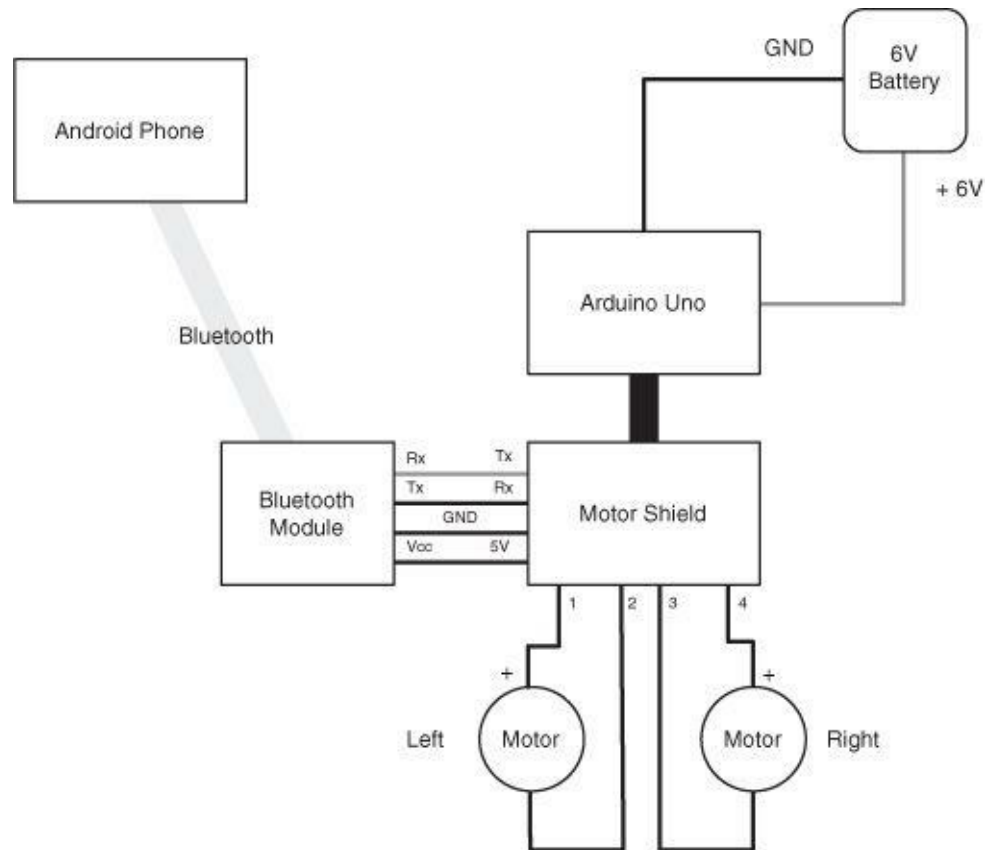 GND
6V
Battery
Android Phone
+ 6V
Arduino Uno
Bluetooth
Rx
Tx
Tx
Rx
Bluetooth
Module
GND
Motor Shield
Vcc
5V
1
2
3
4
+
+
Left
Motor
Motor
Right